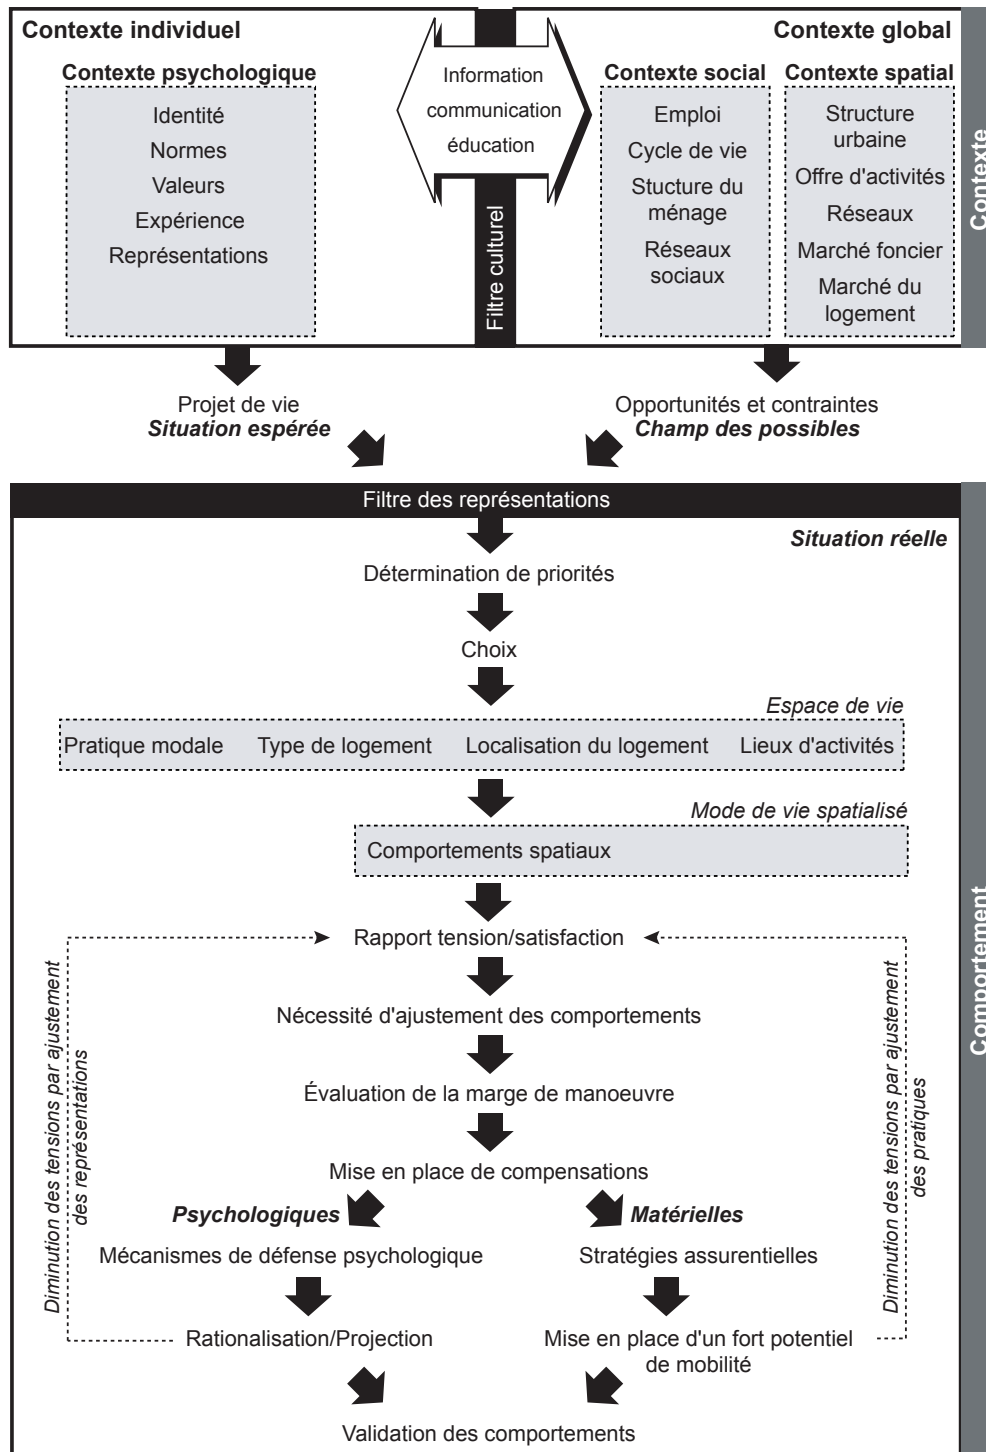 Contexte individuel
Contexte global
Contexte psychologique
Identité
Normes
Valeurs
Expérience
Représentations
Information
communication
éducation
Filtre culturel
Contexte social
Emploi
Cycle de vie
Stucture du
ménage
Réseaux
sociaux
Contexte spatial
Structure
urbaine
Offre d'activités
Réseaux
Marché foncier
Marché du
logement
Contexte
Projet de vie
Situation espérée
Opportunités et contraintes
Champ des possibles
Filtre des représentations
Situation réelle
Détermination de priorités
Choix
Espace de vie
Pratique modale Type de logement Localisation du logement Lieux d'activités
Mode de vie spatialisé
Comportements spatiaux
Rapport tension/satisfaction
Nécessité d'ajustement des comportements
Évaluation de la marge de manoeuvre
Mise en place de compensations
Psychologiques
Matérielles
Mécanismes de défense psychologique
Stratégies assurentielles
Rationalisation/Projection
Mise en place d'un fort potentiel
de mobilité
Validation des comportements
Diminution des tensions par ajustement
des représentations
Diminution des tensions par ajustement
des pratiques
Comportement